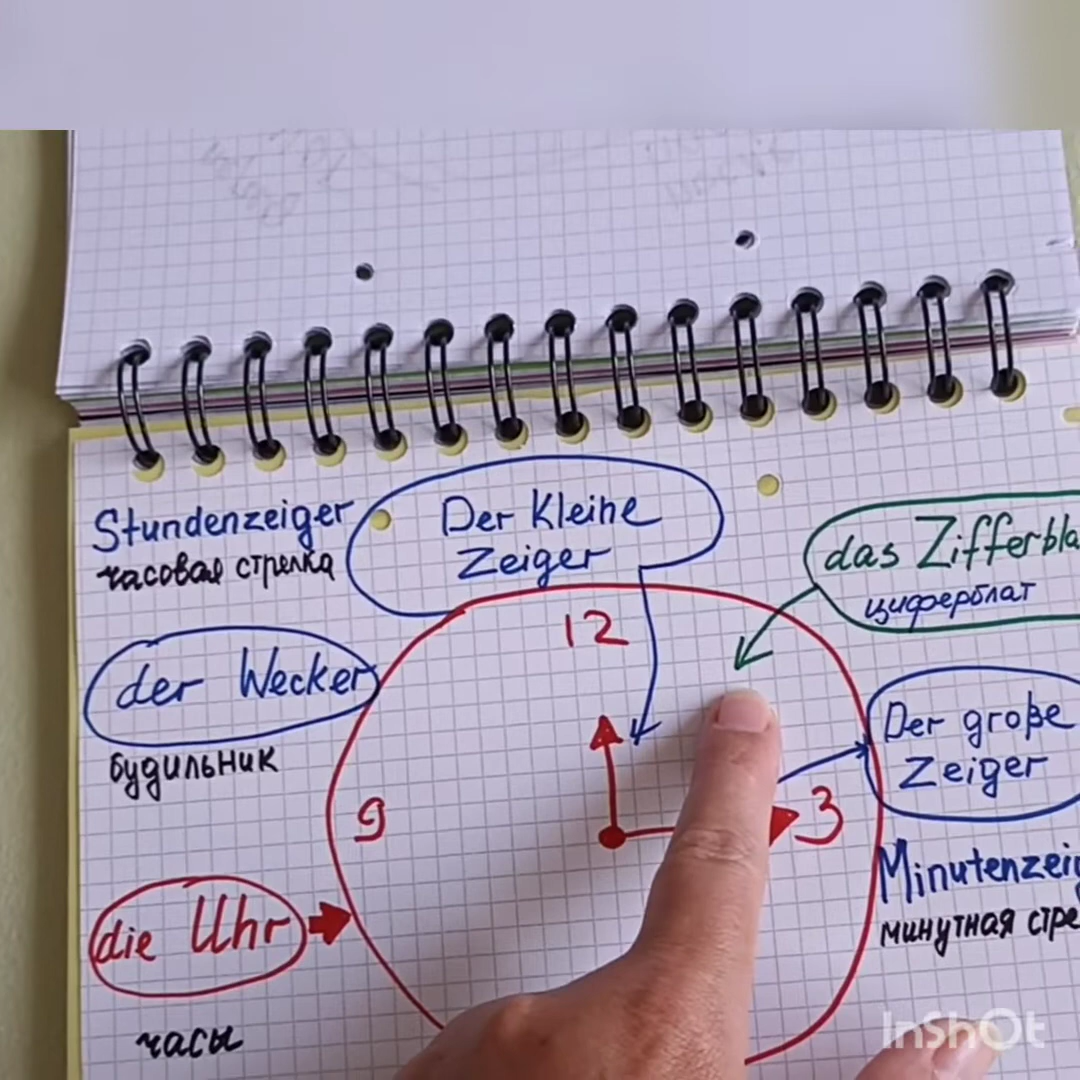 Stundenzeiger
часовая стрелка
Der Kleine
Zeiger
das Zifferbla
циферблат
12
der Wecker
будильник
Der große
Zeiger
9
3
Minutenzeig
минутная стре
die Uhr
часы
InShOt